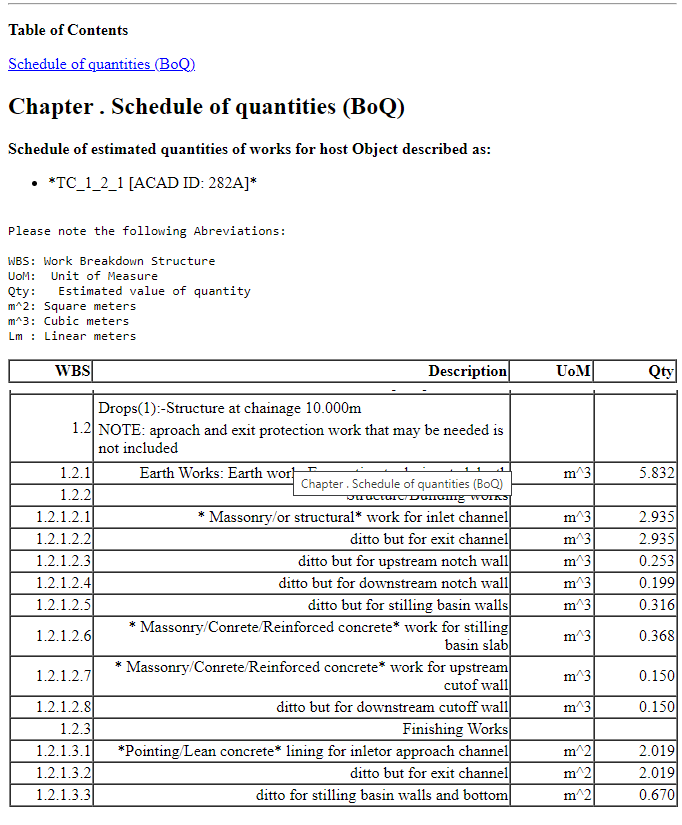 Table of Contents
Schedule of quantities (BoQ)
Chapter . Schedule of quantities (BoQ)
Schedule of estimated quantities of works for host Object described as:
• *TC_1_2_1 [ACAD ID: 282A]*
Please note the following Abreviations:
WBS: Work Breakdown Structure
UoM:  Unit of Measure
Qty:   Estimated value of quantity
m^2: Square meters
m^3: Cubic meters
Lm : Linear meters
WBS Description UoM Qty
Drops(1):-Structure at chainage 10.000m
1.2 NOTE: aproach and exit protection work that may be needed is
not included
1.2.1 Earth Works: Earth m^3 5.832
Chapter . Schedule of quantities (BoQ)
1.2.2 works
1.2.1.2.1 * Massonry/or structural* work for inlet channel m^3 2.935
1.2.1.2.2 ditto but for exit channel m^3 2.935
1.2.1.2.3 ditto but for upstream notch wall m^3 0.253
1.2.1.2.4 ditto but for downstream notch wall m^3 0.199
1.2.1.2.5 ditto but for stilling basin walls m^3 0.316
1.2.1.2.6 * Massonry/Conrete/Reinforced concrete* work for stilling
basin slab m^3 0.368
1.2.1.2.7 * Massonry/Conrete/Reinforced concrete* work for upstream
cutof wall m^3 0.150
1.2.1.2.8 ditto but for downstream cutoff wall m^3 0.150
1.2.3 Finishing Works
1.2.1.3.1 *Pointing/Lean concrete* lining for inletor approach channel m^2 2.019
1.2.1.3.2 ditto but for exit channel m^2 2.019
1.2.1.3.3 ditto for stilling basin walls and bottom m^2 0.670